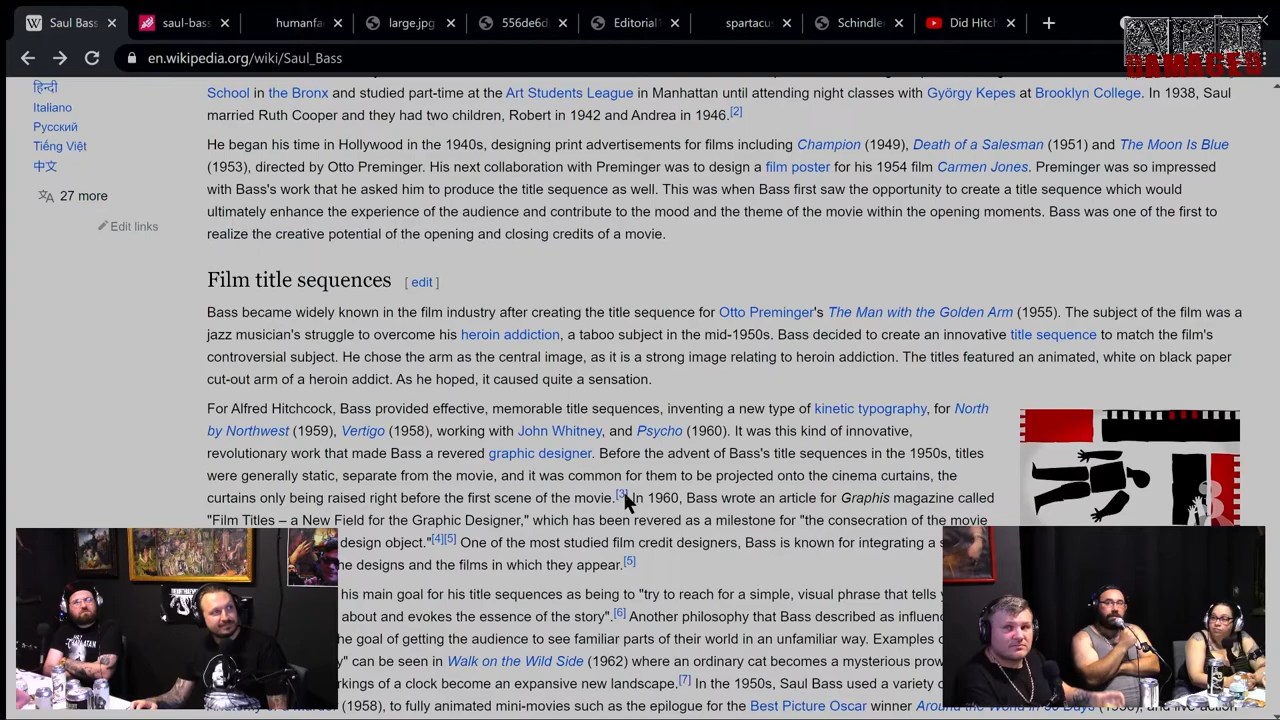 Saul Bass
saul-bass
humanfa
large.jpg
556de6d
Editorial
spartacus
Schindler
Did Hitch
en.wikipedia.org/wiki/Saul_Bass
ART
DAMAGED
हिन्दी
Italiano
Русский
Tiếng Việt
中文
27 more
Edit links
School in the Bronx and studied part-time at the Art Students League in Manhattan until attending night classes with György Kepes at Brooklyn College. In 1938, Saul
married Ruth Cooper and they had two children, Robert in 1942 and Andrea in 1946.[2]
He began his time in Hollywood in the 1940s, designing print advertisements for films including Champion (1949), Death of a Salesman (1951) and The Moon Is Blue
(1953), directed by Otto Preminger. His next collaboration with Preminger was to design a film poster for his 1954 film Carmen Jones. Preminger was so impressed
with Bass's work that he asked him to produce the title sequence as well. This was when Bass first saw the opportunity to create a title sequence which would
ultimately enhance the experience of the audience and contribute to the mood and the theme of the movie within the opening moments. Bass was one of the first to
realize the creative potential of the opening and closing credits of a movie.
Film title sequences [ edit ]
Bass became widely known in the film industry after creating the title sequence for Otto Preminger's The Man with the Golden Arm (1955). The subject of the film was a
jazz musician's struggle to overcome his heroin addiction, a taboo subject in the mid-1950s. Bass decided to create an innovative title sequence to match the film's
controversial subject. He chose the arm as the central image, as it is a strong image relating to heroin addiction. The titles featured an animated, white on black paper
cut-out arm of a heroin addict. As he hoped, it caused quite a sensation.
For Alfred Hitchcock, Bass provided effective, memorable title sequences, inventing a new type of kinetic typography, for North
by Northwest (1959), Vertigo (1958), working with John Whitney, and Psycho (1960). It was this kind of innovative,
revolutionary work that made Bass a revered graphic designer. Before the advent of Bass's title sequences in the 1950s, titles
were generally static, separate from the movie, and it was common for them to be projected onto the cinema curtains, the
curtains only being raised right before the first scene of the movie.[3] In 1960, Bass wrote an article for Graphis magazine called
"Film Titles – a New Field for the Graphic Designer," which has been revered as a milestone for "the consecration of the movie
design object."[4][5] One of the most studied film credit designers, Bass is known for integrating a
designs and the films in which they appear.[5]
his main goal for his title sequences as being to "try to reach for a simple, visual phrase that tells
about and evokes the essence of the story".[6] Another philosophy that Bass described as
goal of getting the audience to see familiar parts of their world in an unfamiliar way. Examples
can be seen in Walk on the Wild Side (1962) where an ordinary cat becomes a mysterious
of a clock become an expansive new landscape.[7] In the 1950s, Saul Bass used a variety
(1958), to fully animated mini-movies such as the epilogue for the Best Picture Oscar winner Around the World in 80 Days